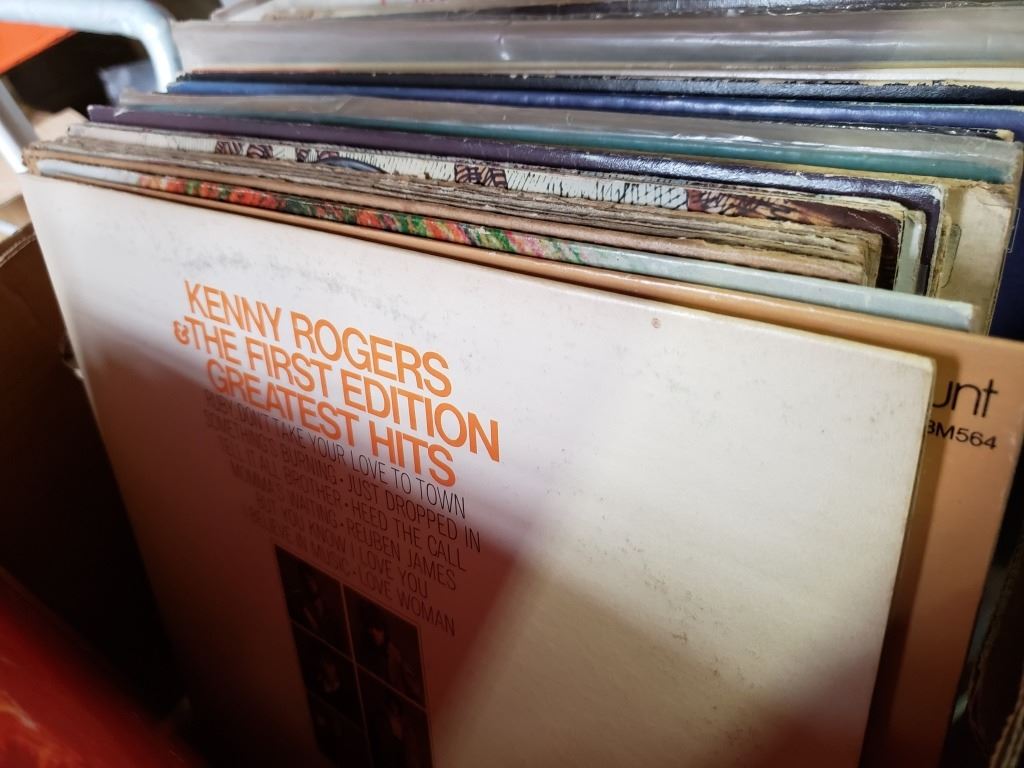 KENNY ROGERS
&THE FIRST EDITION
GREATEST HITS
RUBY DON'T TAKE YOUR LOVE TO TOWN
SOMETHING'S BURNING • JUST DROPPED IN
TELL IT ALL BROTHER • HEED THE CALL
MOMMA'S WAITING • REUBEN JAMES
BUT YOU KNOW I LOVE YOU
BELIEVE IN MUSIC • LOVE WOMAN
unt
BM564